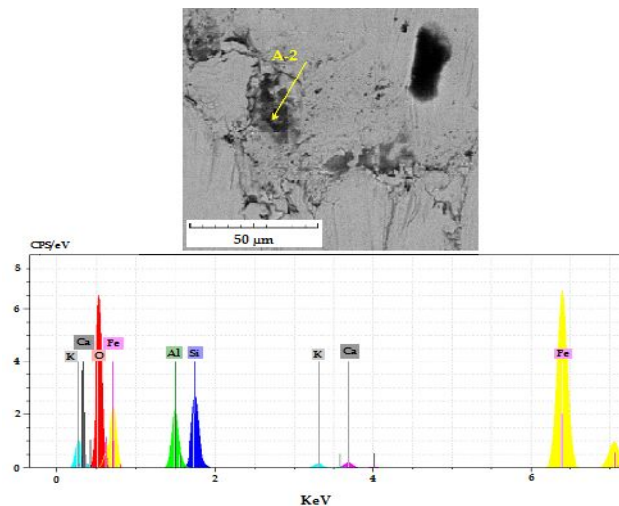 A-2
50 µm
CPS/eV
8
6
4
2
0
K Ca O Fe Al Si K Ca Fe
0 2 4 6
KeV